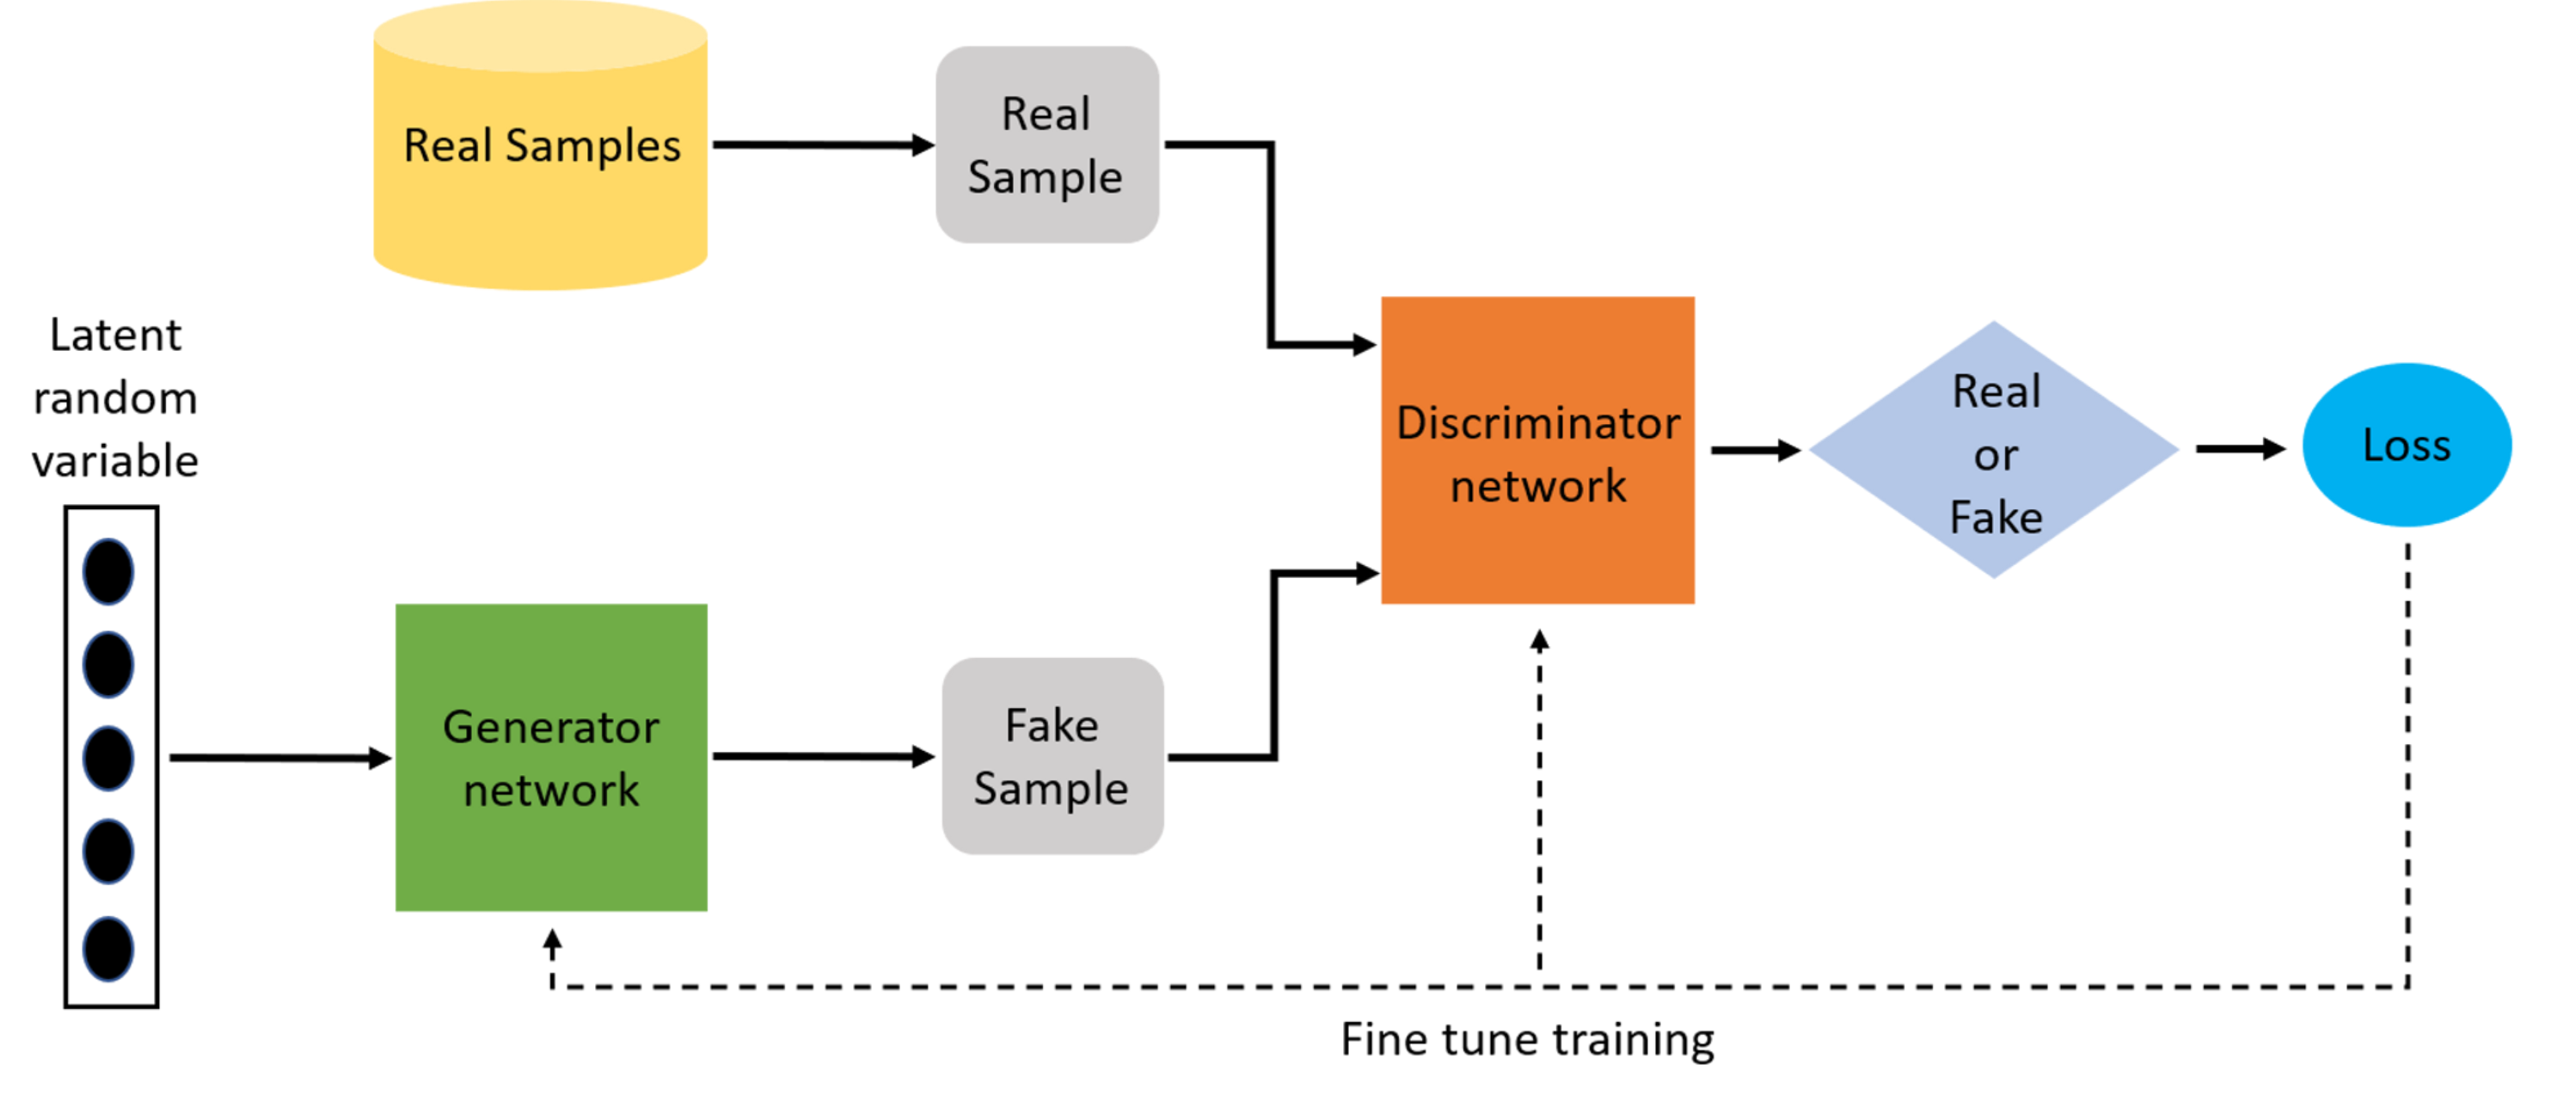 Real Samples
Real
Sample
Latent
random
variable
Discriminator
network
Real
or
Fake
Loss
Generator
network
Fake
Sample
Fine tune training